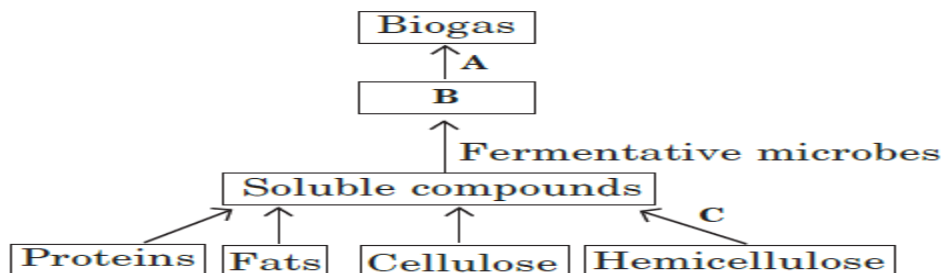 Biogas
A
B
Fermentative microbes
Soluble compounds
C
Proteins Fats Cellulose Hemicellulose